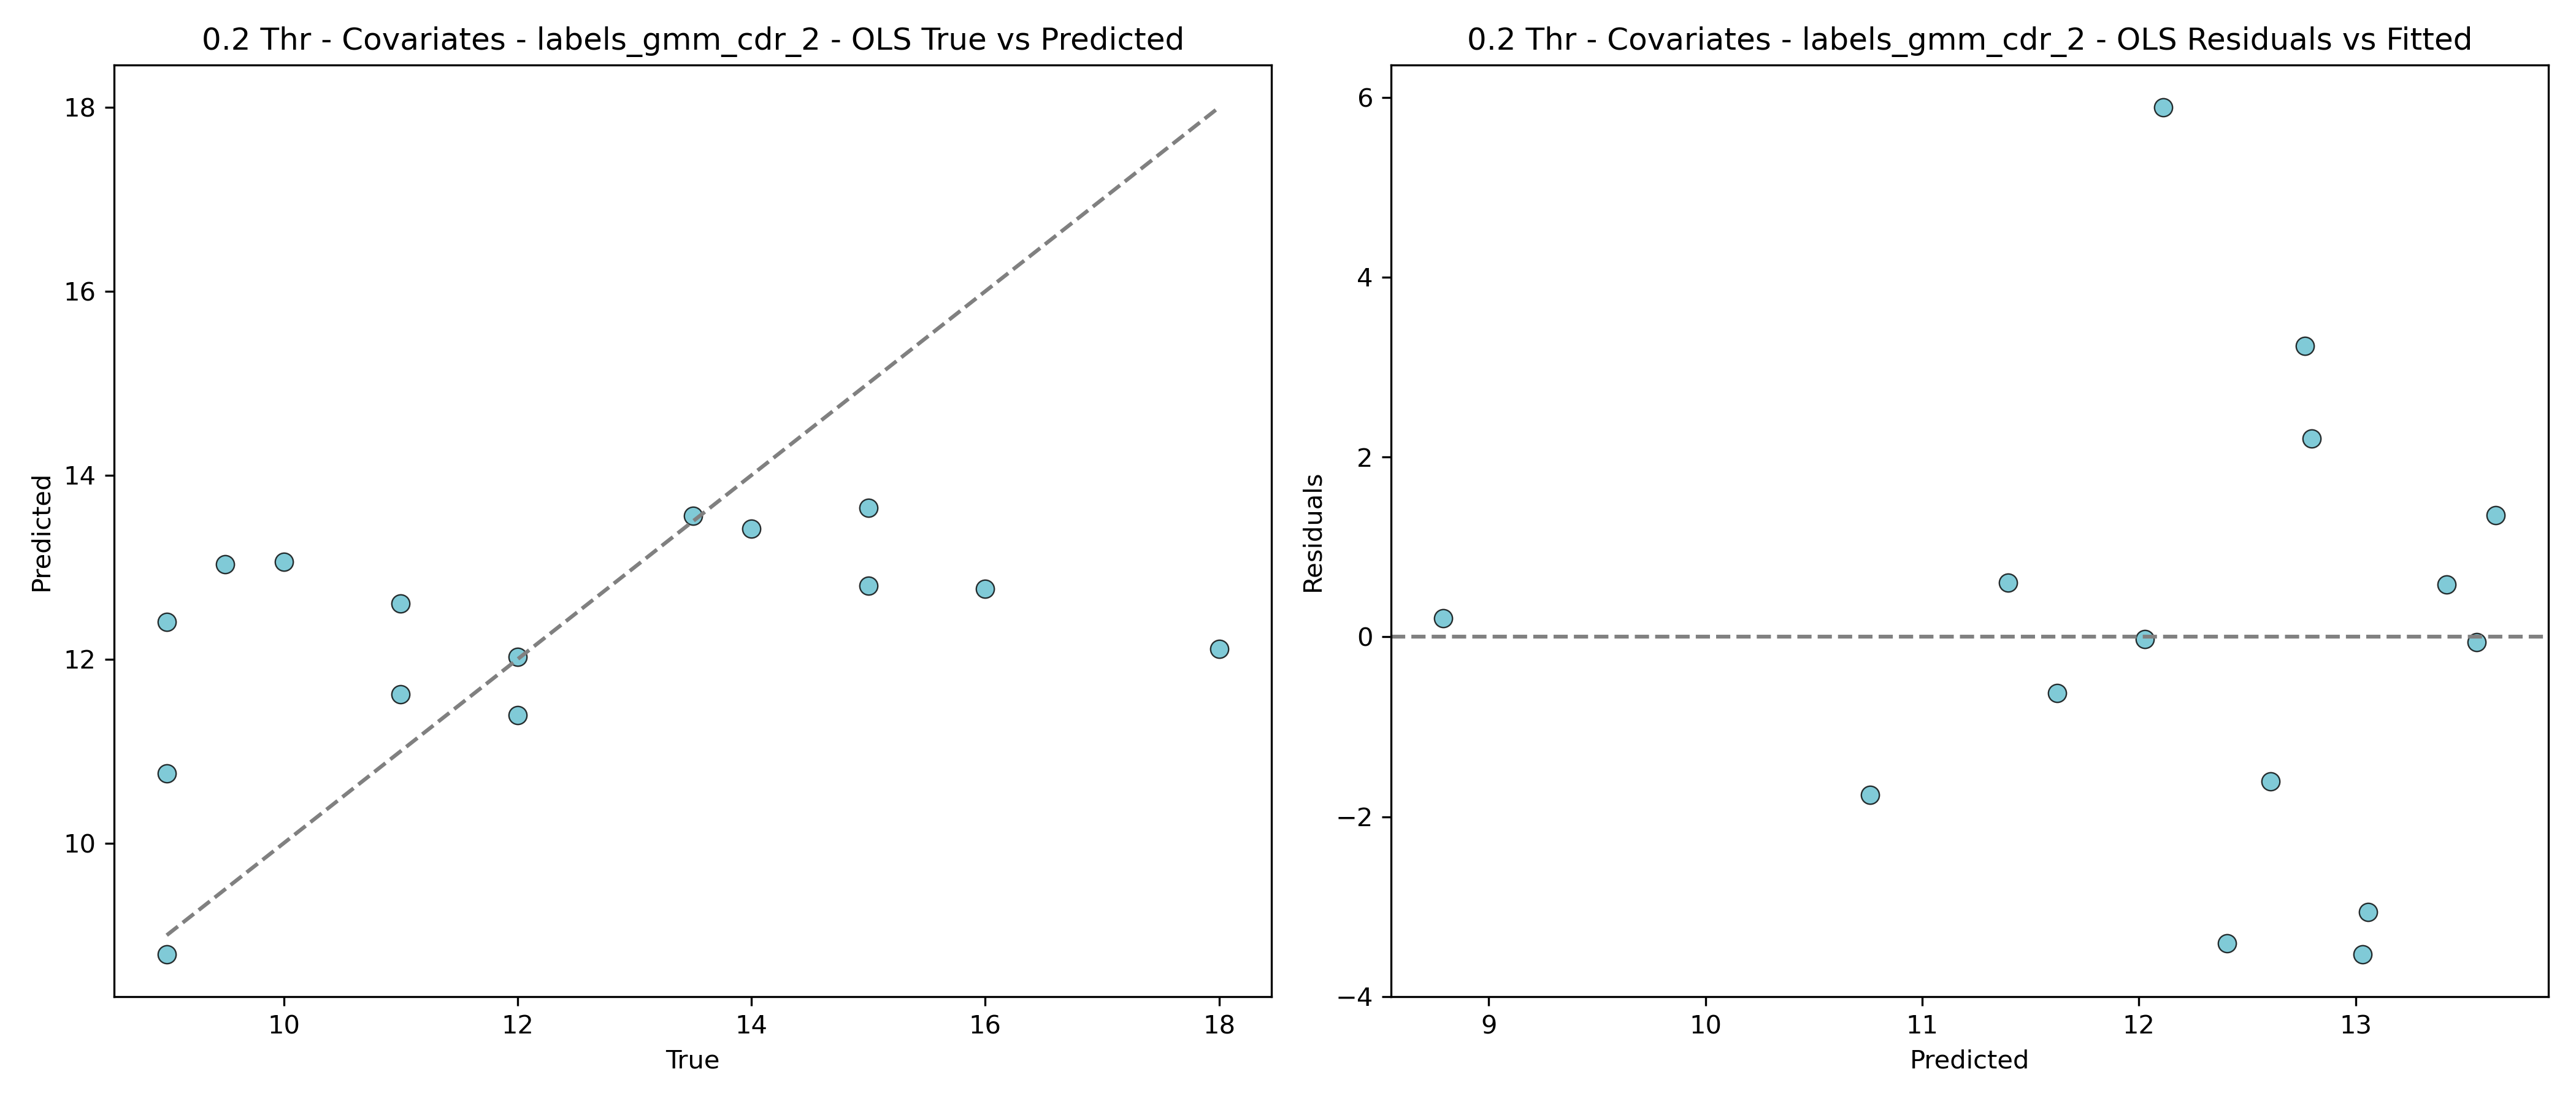 0.2 Thr - Covariates - labels_gmm_cdr_2 - OLS True vs Predicted
18
16
14
12
10
Predicted
10 12 14 16 18
True
0.2 Thr - Covariates - labels_gmm_cdr_2 - OLS Residuals vs Fitted
6
4
2
0
−2
−4
Residuals
9 10 11 12 13
Predicted